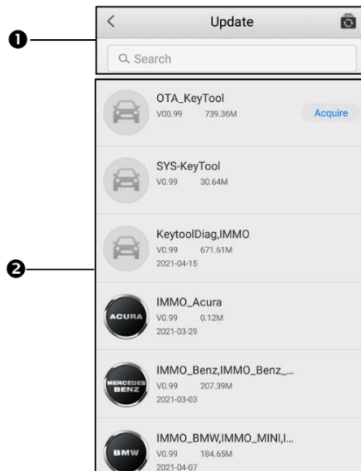 Update
❶
Search
OTA_KeyTool
V00.99 739.36M
Acquire
SYS-KeyTool
V0.99 30.64M
❷
KeytoolDiag,IMMO
V0.99 671.61M
2021-04-15
ACURA
IMMO_Acura
V0.99 0.12M
2021-03-29
MERCEDES BENZ
IMMO_Benz,IMMO_Benz_...
V0.99 207.39M
2021-03-03
BMW
IMMO_BMW,IMMO_MINI,I...
V0.99 184.65M
2021-04-07